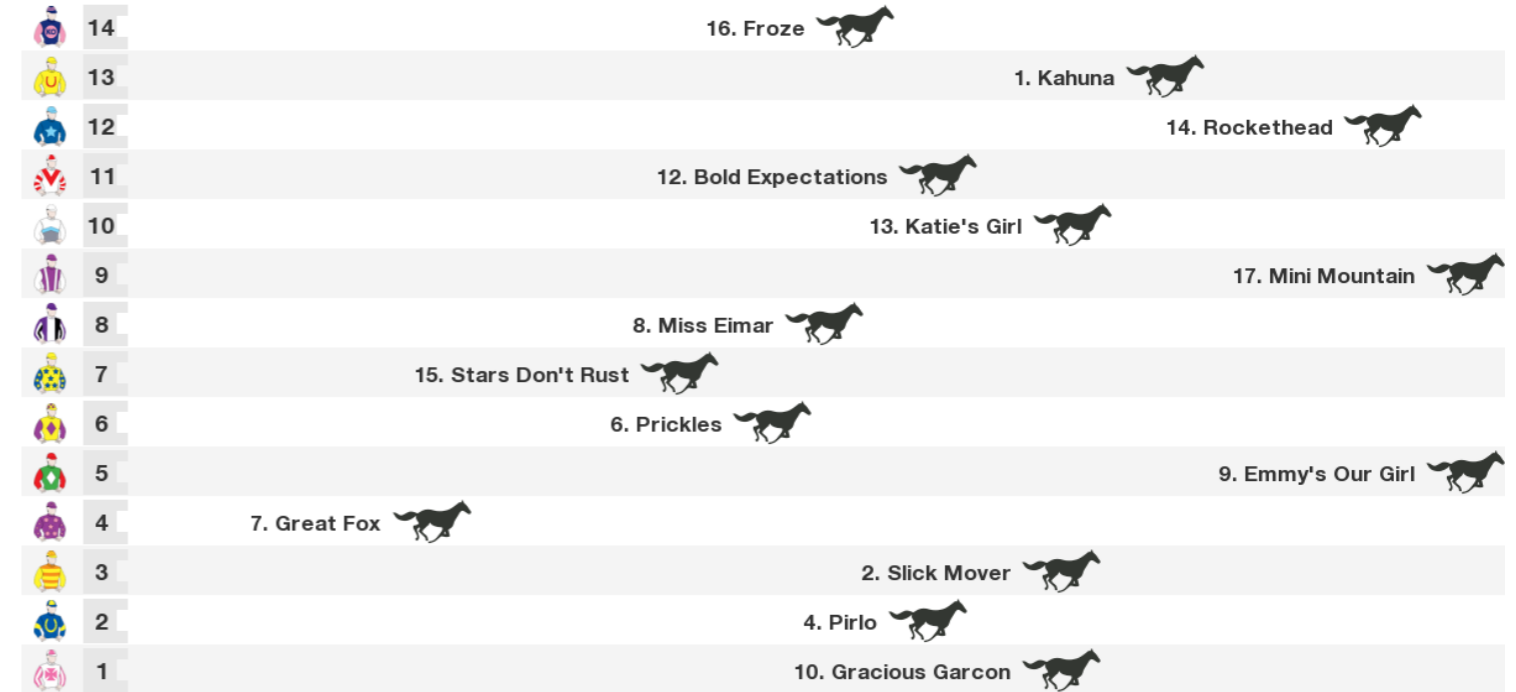 14 16. Froze
13 1. Kahuna
12 14. Rockethead
11 12. Bold Expectations
10 13. Katie's Girl
9 17. Mini Mountain
8 8. Miss Eimar
7 15. Stars Don't Rust
6 6. Prickles
5 9. Emmy's Our Girl
4 7. Great Fox
3 2. Slick Mover
2 4. Pirlo
1 10. Gracious Garcon